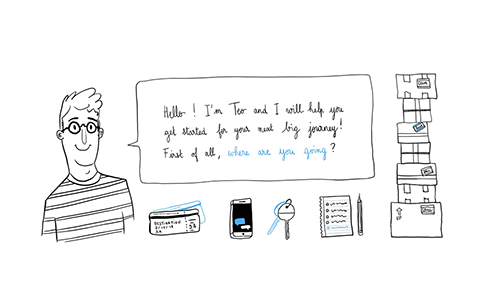 Hello ! I'm Teo and I will help you
get started for your next big journey!
First of all, where are you going ?
DESTINATION